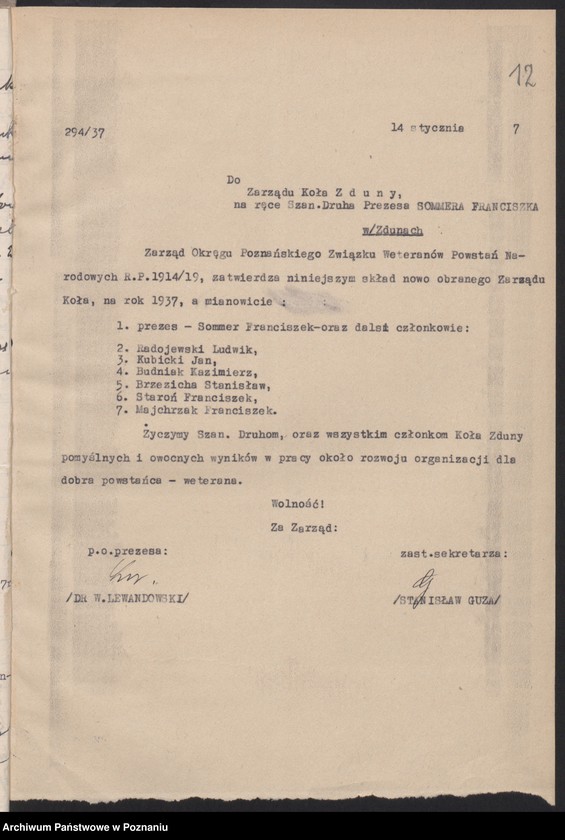 12
294/37
14 stycznia 7
Do
Zarządu Koła Z d u n y,
na ręce Szan.Druha Prezesa SOMMERA FRANCISZKA
w/Zdunach
Zarząd Okręgu Poznańskiego Związku Weteranów Powstań Na-
rodowych R.P.1914/19, zatwierdza niniejszym skład nowo obranego Zarządu
Koła, na rok 1937, a mianowicie :
1. prezes - Sommer Franciszek-oraz dalsi członkowie:
2. Radojewski Ludwik,
3. Kubicki Jan,
4. Budniak Kazimierz,
5. Brzezicha Stanisław,
6. Staroń Franciszek,
7. Majchrzak Franciszek.
Życzymy Szan. Druhom, oraz wszystkim członkom Koła Zduny
pomyślnych i owocnych wyników w pracy około rozwoju organizacji dla
dobra powstańca - weterana.
Wolność!
Za Zarząd:
p.o.prezesa:
zast.sekretarza:
/DR W.LEWANDOWSKI/
/STANISŁAW GUZA/
Archiwum Państwowe w Poznaniu